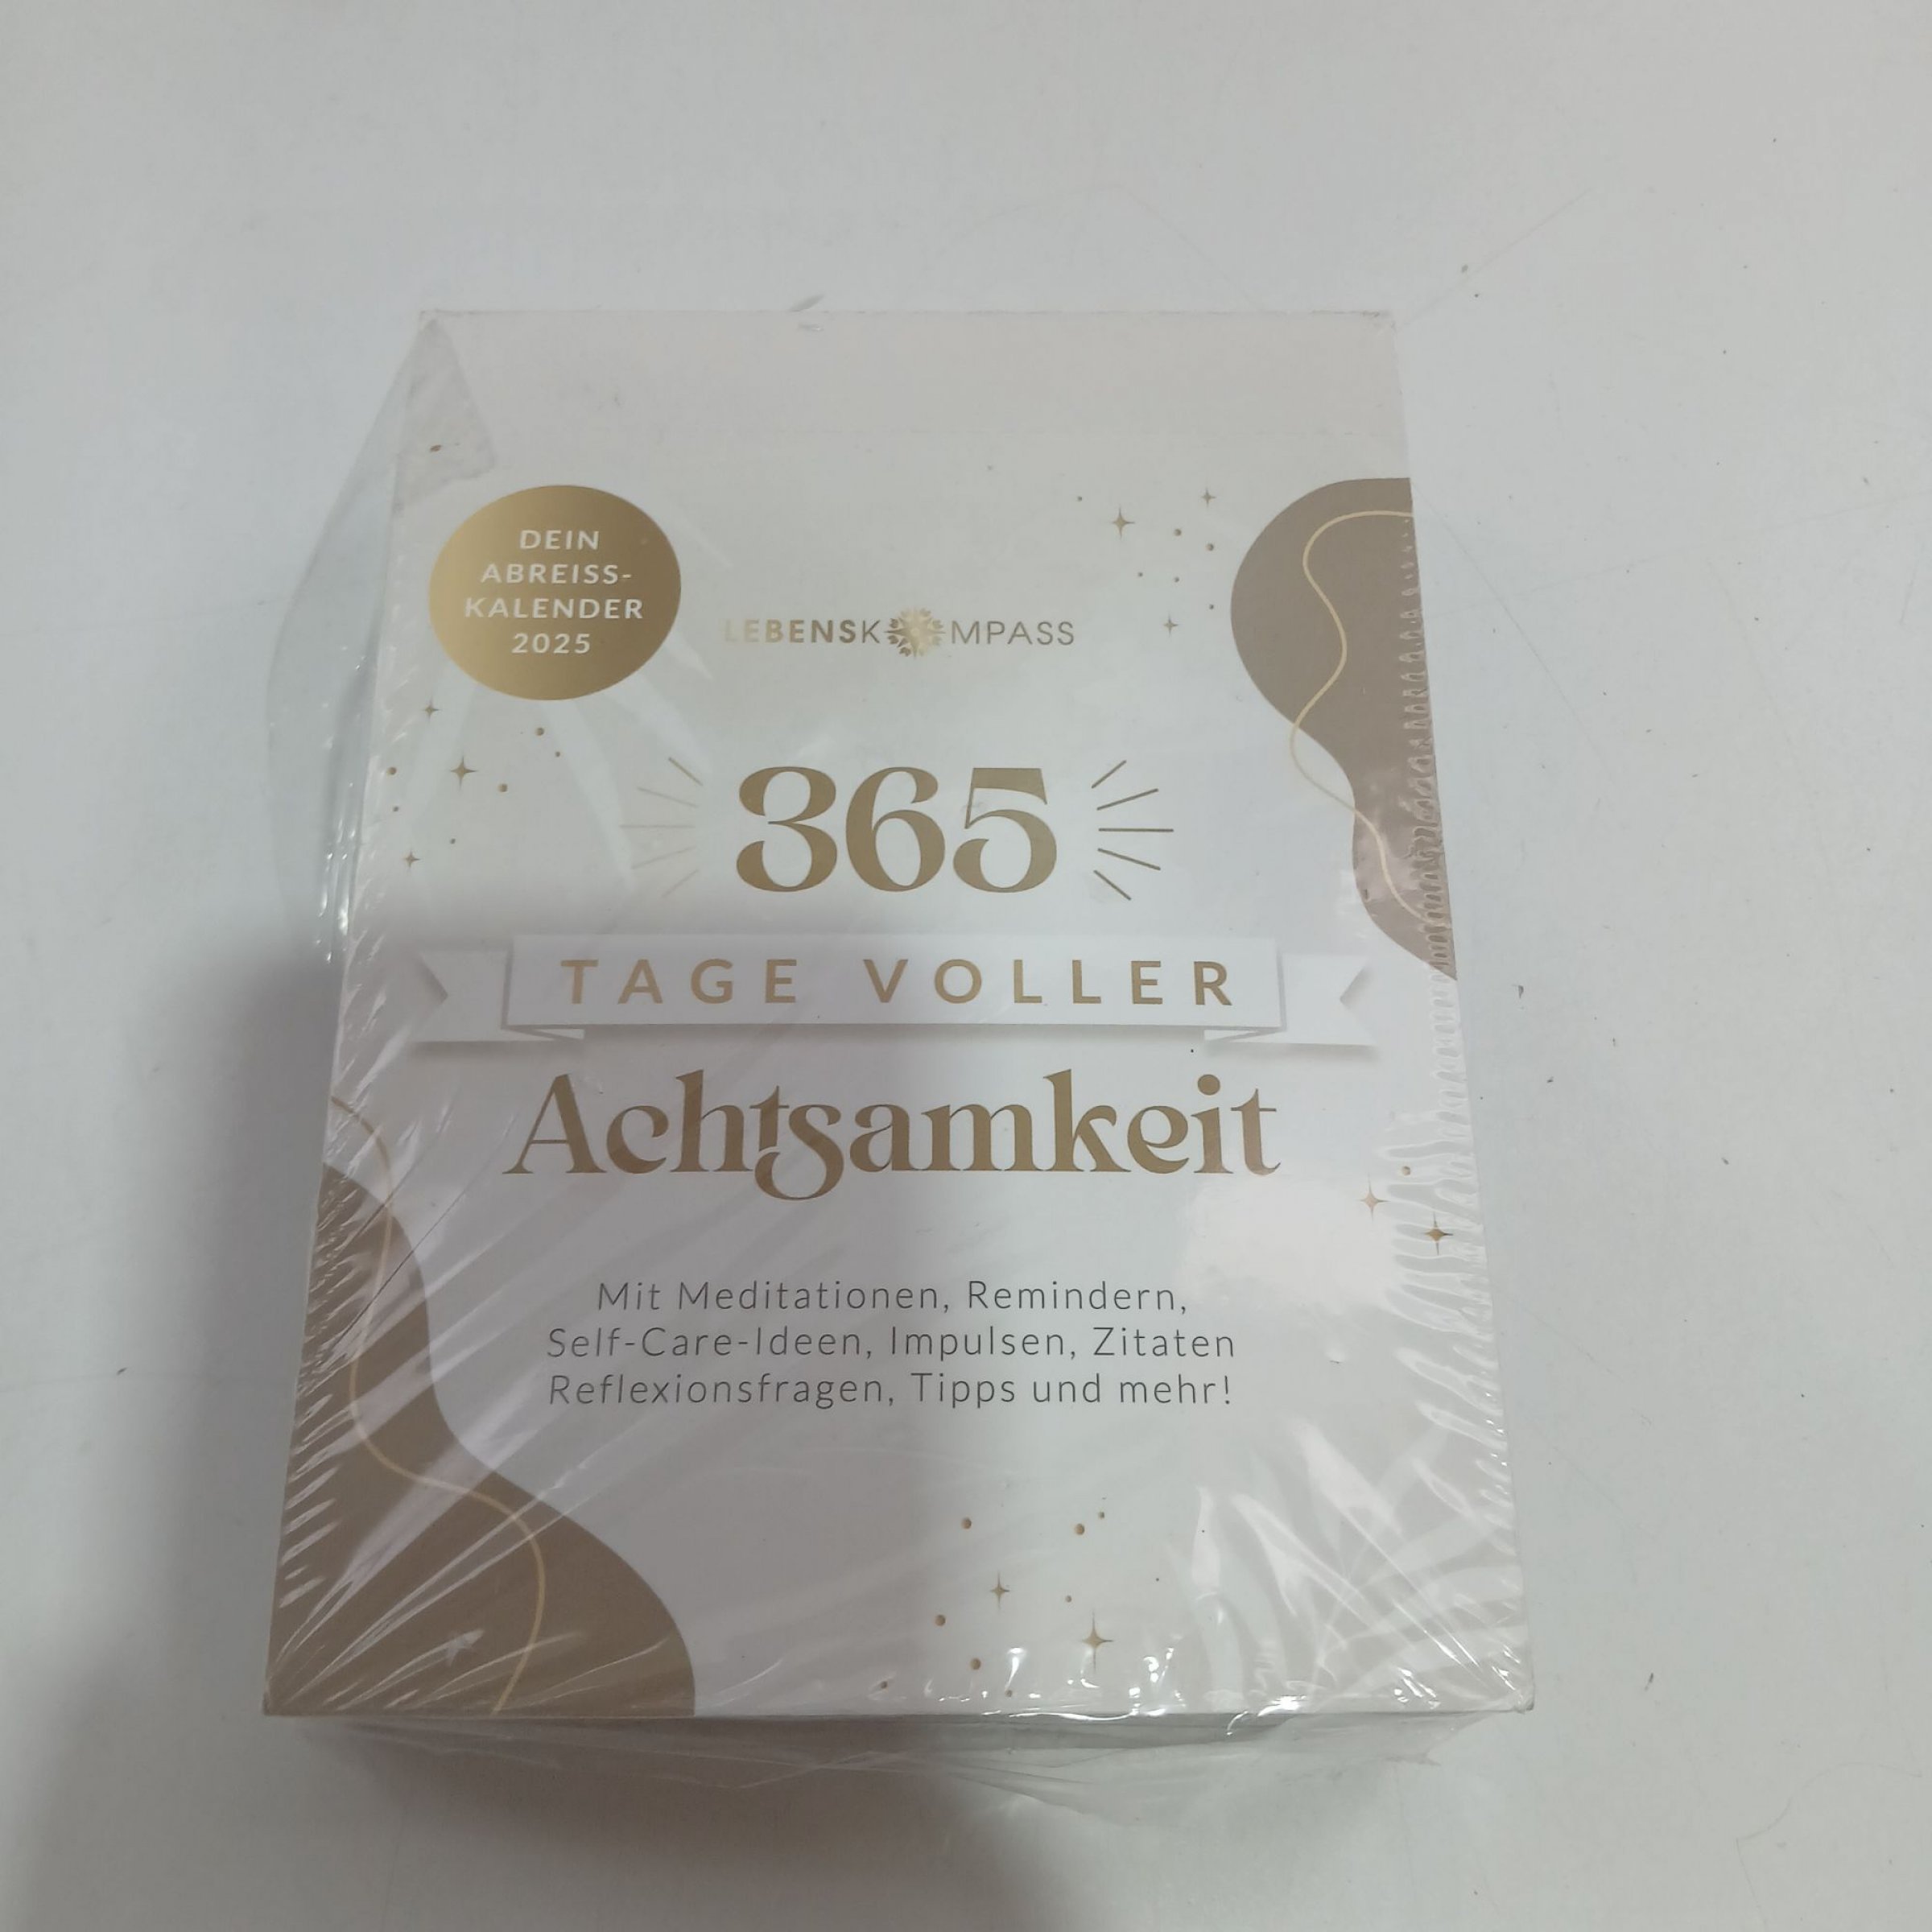 DEIN
ABREISS-
KALENDER
2025
LEBENSKOMPASS
365
TAGE VOLLER
Achtsamkeit
Mit Meditationen, Remindern,
Self-Care-Ideen, Impulsen, Zitaten
Reflexionsfragen, Tipps und mehr!